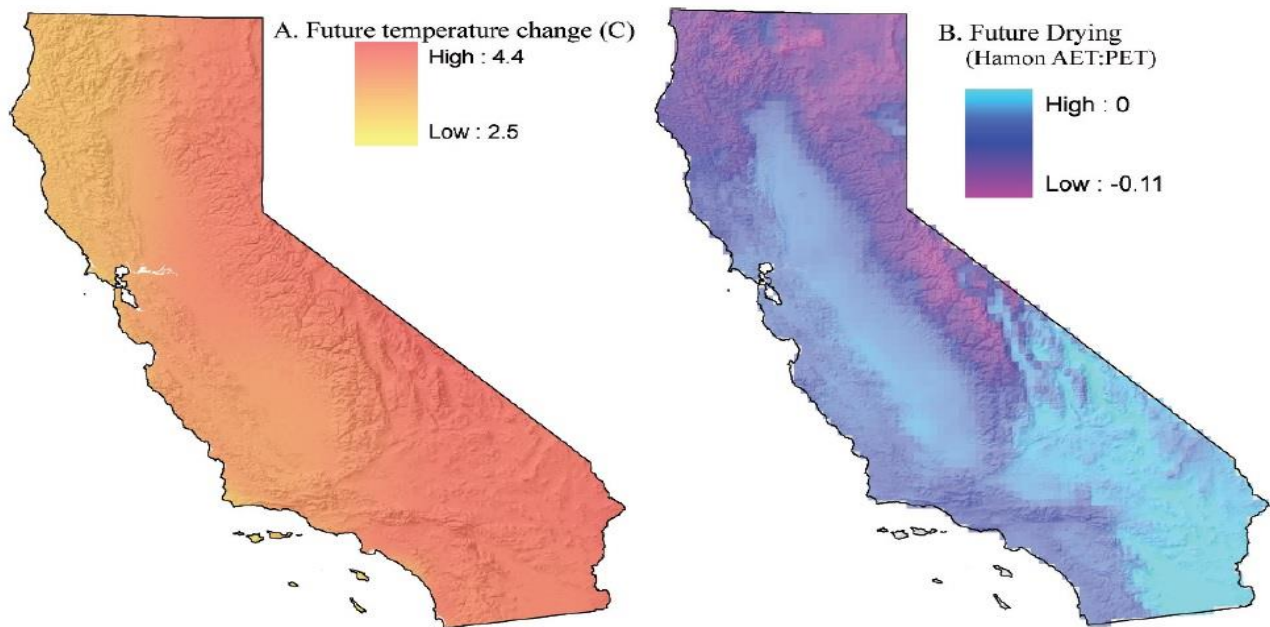 A. Future temperature change (C)
High : 4.4
Low : 2.5
B. Future Drying
(Hamon AET:PET)
High : 0
Low : -0.11